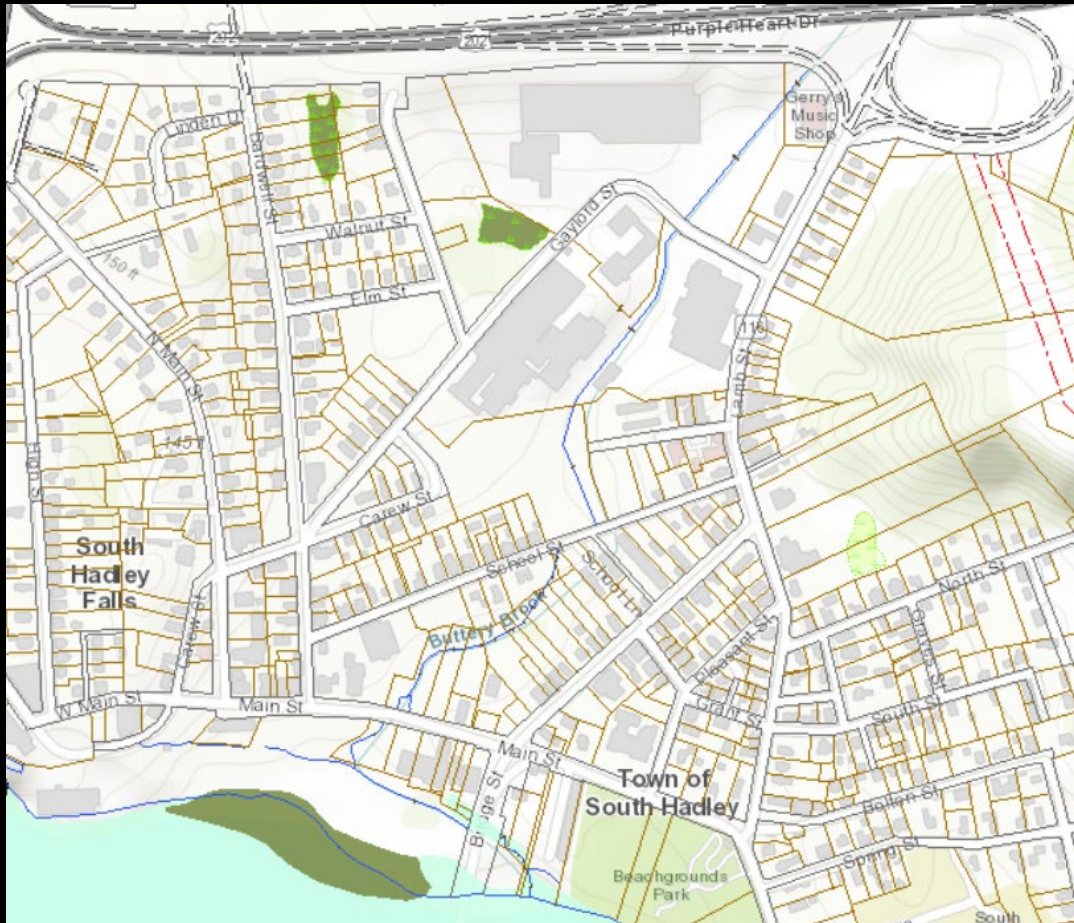 Purple Heart Dr
202
202
Gerry's
Music
Shop
Linden Dr
Bardwell St
Walnut St
Gaylord St
150 ft
Elm St
N Main St
116
Lamb St
145 ft
High St
Carew St
South
Hadley
Falls
School St
School Ln
Buttery Brook
North St
Carew St
Pleasant St
Graves St
W Main St
Main St
Grant St
South St
Main St
Town of
South Hadley
Bridge St
Bolton St
Spring St
Beachgrounds
Park
South